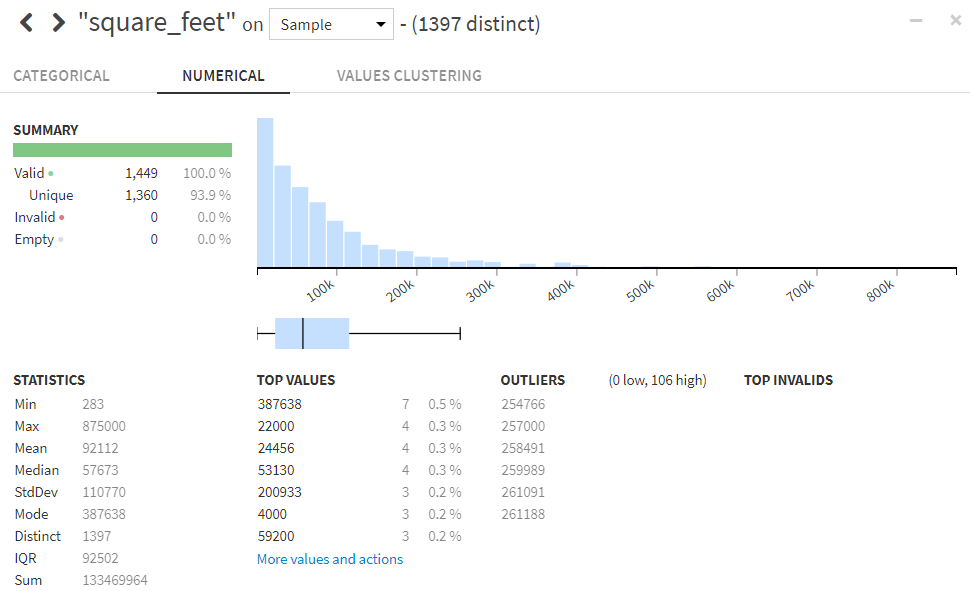 "square_feet" on Sample - (1397 distinct)
CATEGORICAL NUMERICAL VALUES CLUSTERING
SUMMARY
Valid 1,449 100.0 %
Unique 1,360 93.9 %
Invalid 0 0.0 %
Empty 0 0.0 %
100k 200k 300k 400k 500k 600k 700k 800k
STATISTICS
Min 283
Max 875000
Mean 92112
Median 57673
StdDev 110770
Mode 387638
Distinct 1397
IQR 92502
Sum 133469964
TOP VALUES
387638 7 0.5 %
22000 4 0.3 %
24456 4 0.3 %
53130 4 0.3 %
200933 3 0.2 %
4000 3 0.2 %
59200 3 0.2 %
More values and actions
OUTLIERS (0 low, 106 high)
254766
257000
258491
259989
261091
261188
TOP INVALIDS